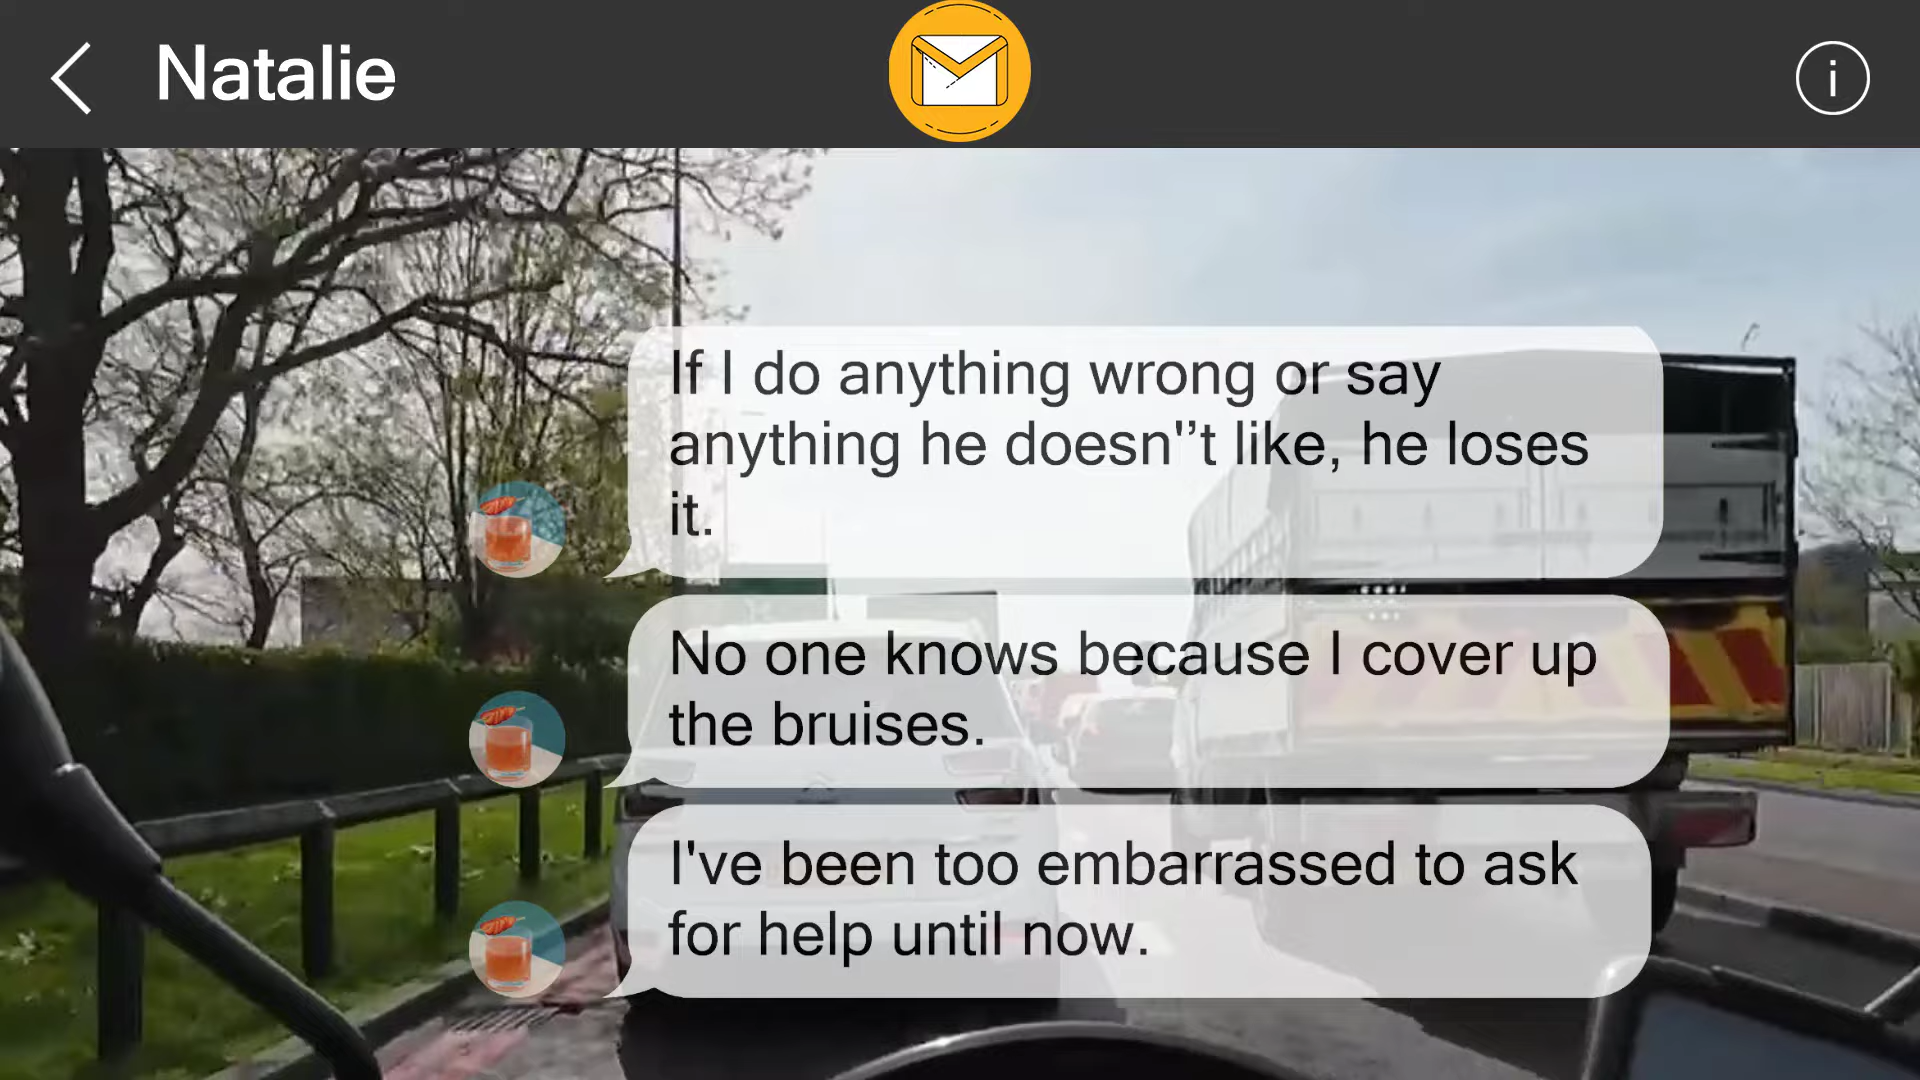 Natalie
If I do anything wrong or say
anything he doesn'’t like, he loses
it.
No one knows because I cover up
the bruises.
I've been too embarrassed to ask
for help until now.